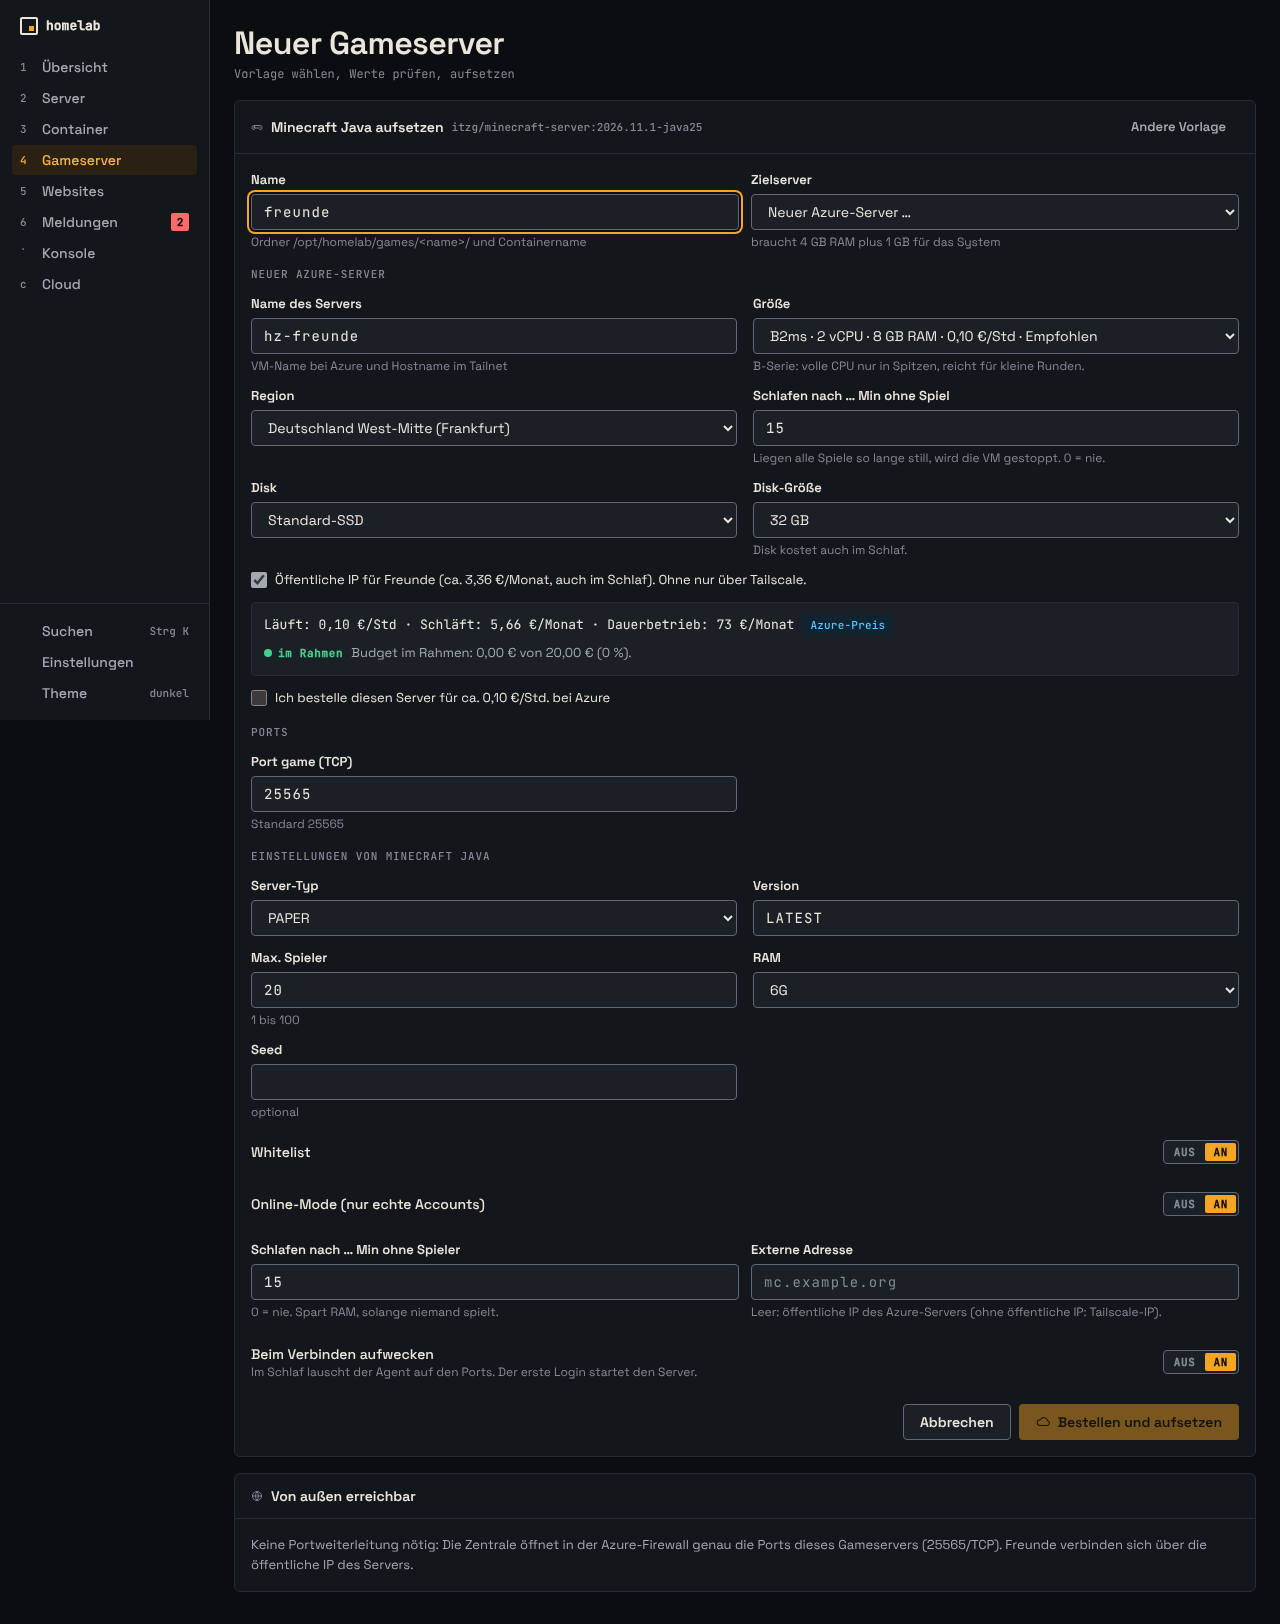 homelab
1 Übersicht
2 Server
3 Container
4 Gameserver
5 Websites
6 Meldungen 2
` Konsole
c Cloud
Suchen Strg K
Einstellungen
Theme dunkel
Neuer Gameserver
Vorlage wählen, Werte prüfen, aufsetzen
Minecraft Java aufsetzen itzg/minecraft-server:2026.11.1-java25 Andere Vorlage
Name Zielserver
freunde Neuer Azure-Server …
Ordner /opt/homelab/games/<name>/ und Containername braucht 4 GB RAM plus 1 GB für das System
NEUER AZURE-SERVER
Name des Servers Größe
hz-freunde B2ms · 2 vCPU · 8 GB RAM · 0,10 €/Std · Empfohlen
VM-Name bei Azure und Hostname im Tailnet B-Serie: volle CPU nur in Spitzen, reicht für kleine Runden.
Region Schlafen nach … Min ohne Spiel
Deutschland West-Mitte (Frankfurt) 15
Liegen alle Spiele so lange still, wird die VM gestoppt. 0 = nie.
Disk Disk-Größe
Standard-SSD 32 GB
Disk kostet auch im Schlaf.
Öffentliche IP für Freunde (ca. 3,36 €/Monat, auch im Schlaf). Ohne nur über Tailscale.
Läuft: 0,10 €/Std · Schläft: 5,66 €/Monat · Dauerbetrieb: 73 €/Monat Azure-Preis
im Rahmen Budget im Rahmen: 0,00 € von 20,00 € (0 %).
Ich bestelle diesen Server für ca. 0,10 €/Std. bei Azure
PORTS
Port game (TCP)
25565
Standard 25565
EINSTELLUNGEN VON MINECRAFT JAVA
Server-Typ Version
PAPER LATEST
Max. Spieler RAM
20 6G
1 bis 100
Seed
optional
Whitelist AUS AN
Online-Mode (nur echte Accounts) AUS AN
Schlafen nach … Min ohne Spieler Externe Adresse
15 mc.example.org
0 = nie. Spart RAM, solange niemand spielt. Leer: öffentliche IP des Azure-Servers (ohne öffentliche IP: Tailscale-IP).
Beim Verbinden aufwecken AUS AN
Im Schlaf lauscht der Agent auf den Ports. Der erste Login startet den Server.
Abbrechen Bestellen und aufsetzen
Von außen erreichbar
Keine Portweiterleitung nötig: Die Zentrale öffnet in der Azure-Firewall genau die Ports dieses Gameservers (25565/TCP). Freunde verbinden sich über die
öffentliche IP des Servers.